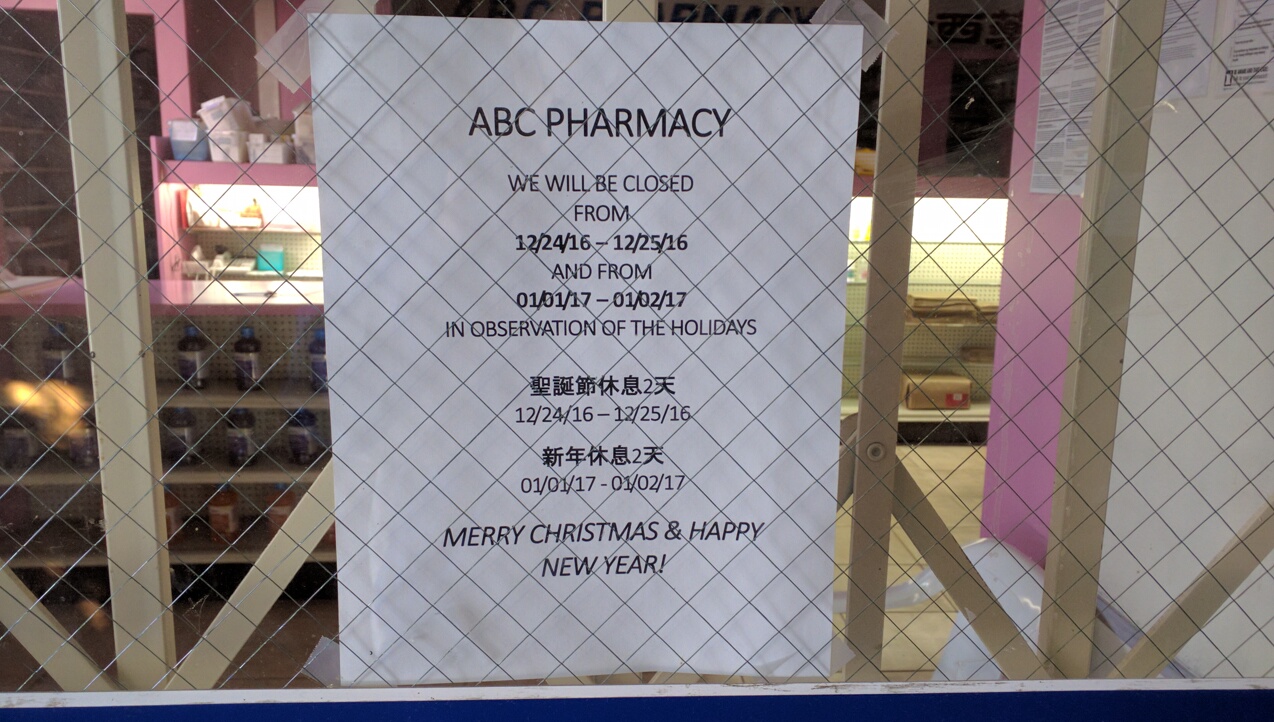 ABC PHARMACY
ABC PHARMACY
WE WILL BE CLOSED
FROM
12/24/16 – 12/25/16
AND FROM
01/01/17 – 01/02/17
IN OBSERVATION OF THE HOLIDAYS
聖誕節休息2天
12/24/16 – 12/25/16
新年休息2天
01/01/17 - 01/02/17
MERRY CHRISTMAS & HAPPY
NEW YEAR!